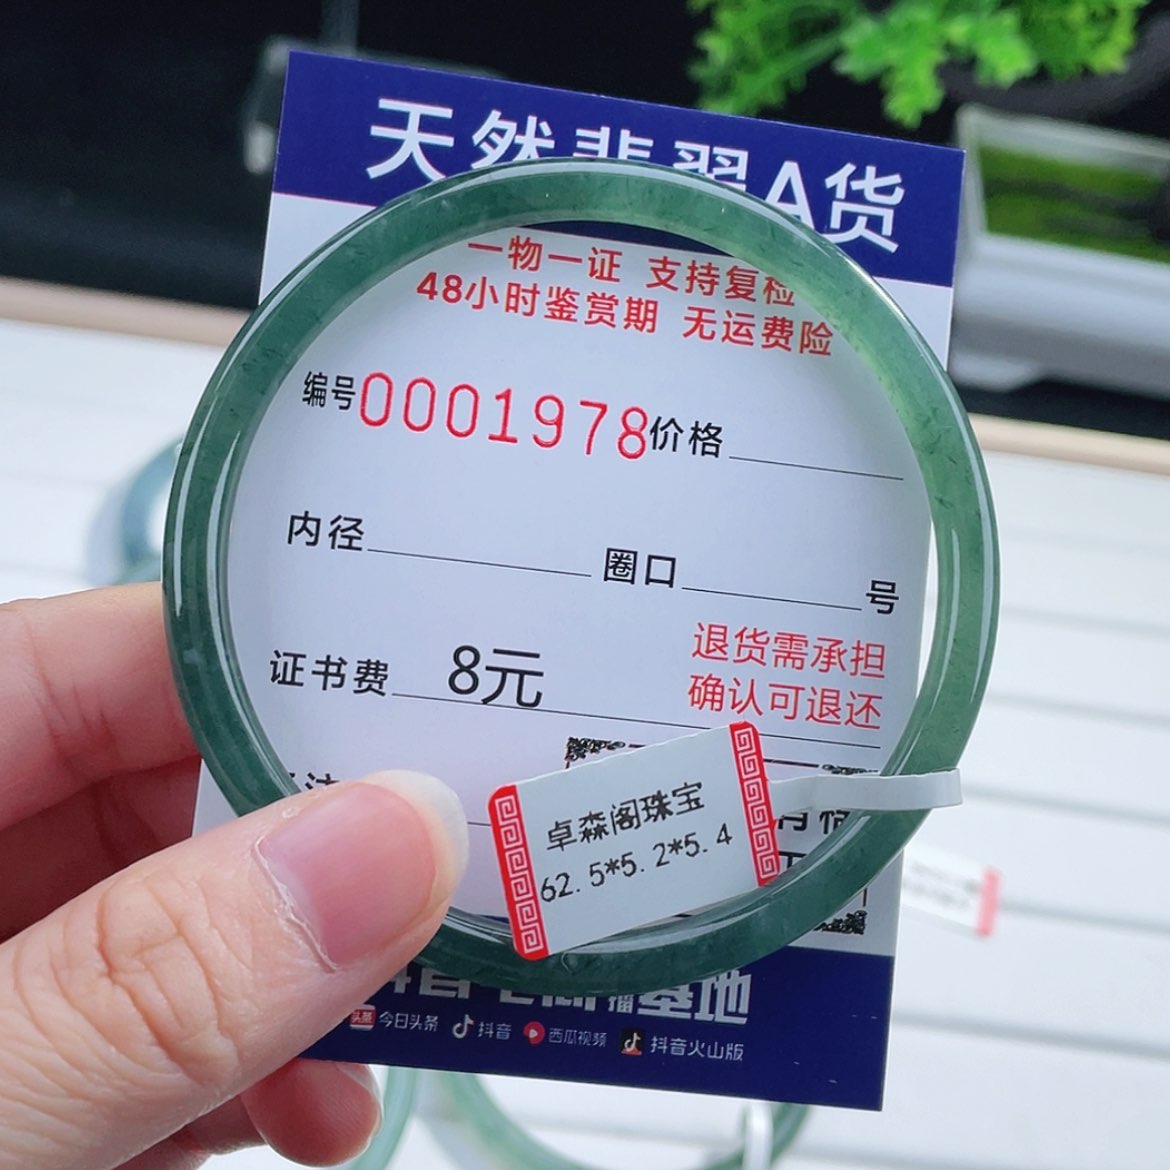 天然翡翠A货
一物一证 支持复检
48小时鉴赏期 无运费险
编号0001978价格
内径 圈口 号
证书费 8元
退货需承担
确认可退还
卓森阁珠宝
62.5*5.2*5.4
基地
头条 今日头条 抖音 西瓜视频 抖音火山版